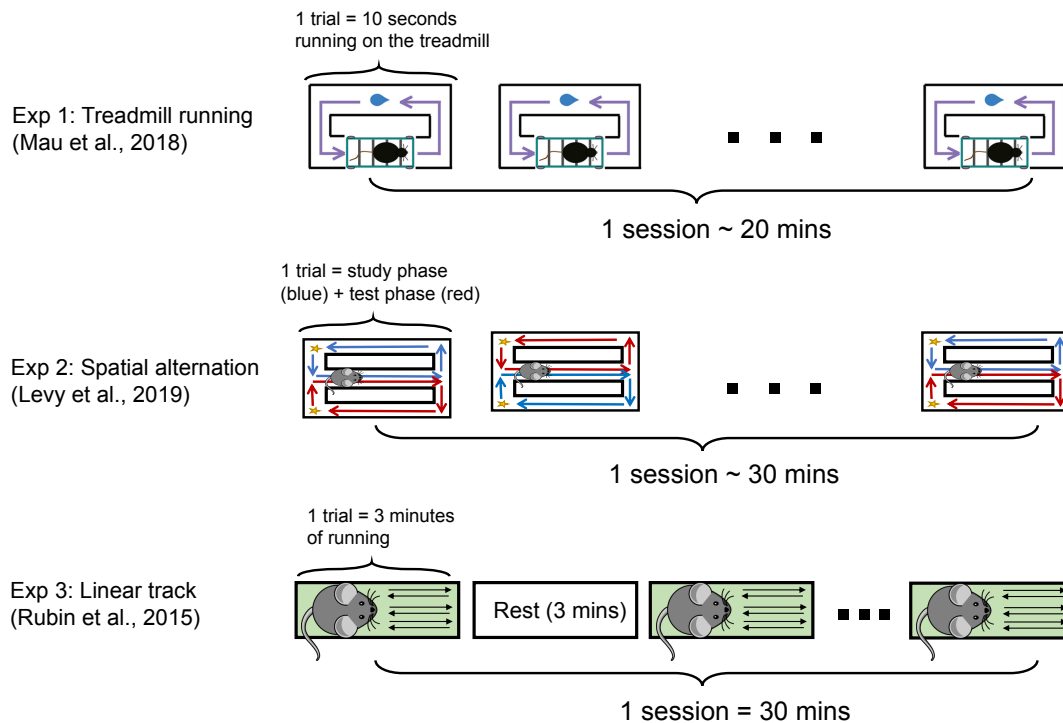 1 trial = 10 seconds
running on the treadmill
Exp 1: Treadmill running
(Mau et al., 2018)
1 session ~ 20 mins
1 trial = study phase
(blue) + test phase (red)
Exp 2: Spatial alternation
(Levy et al., 2019)
1 session ~ 30 mins
1 trial = 3 minutes
of running
Exp 3: Linear track
(Rubin et al., 2015)
Rest (3 mins)
1 session = 30 mins